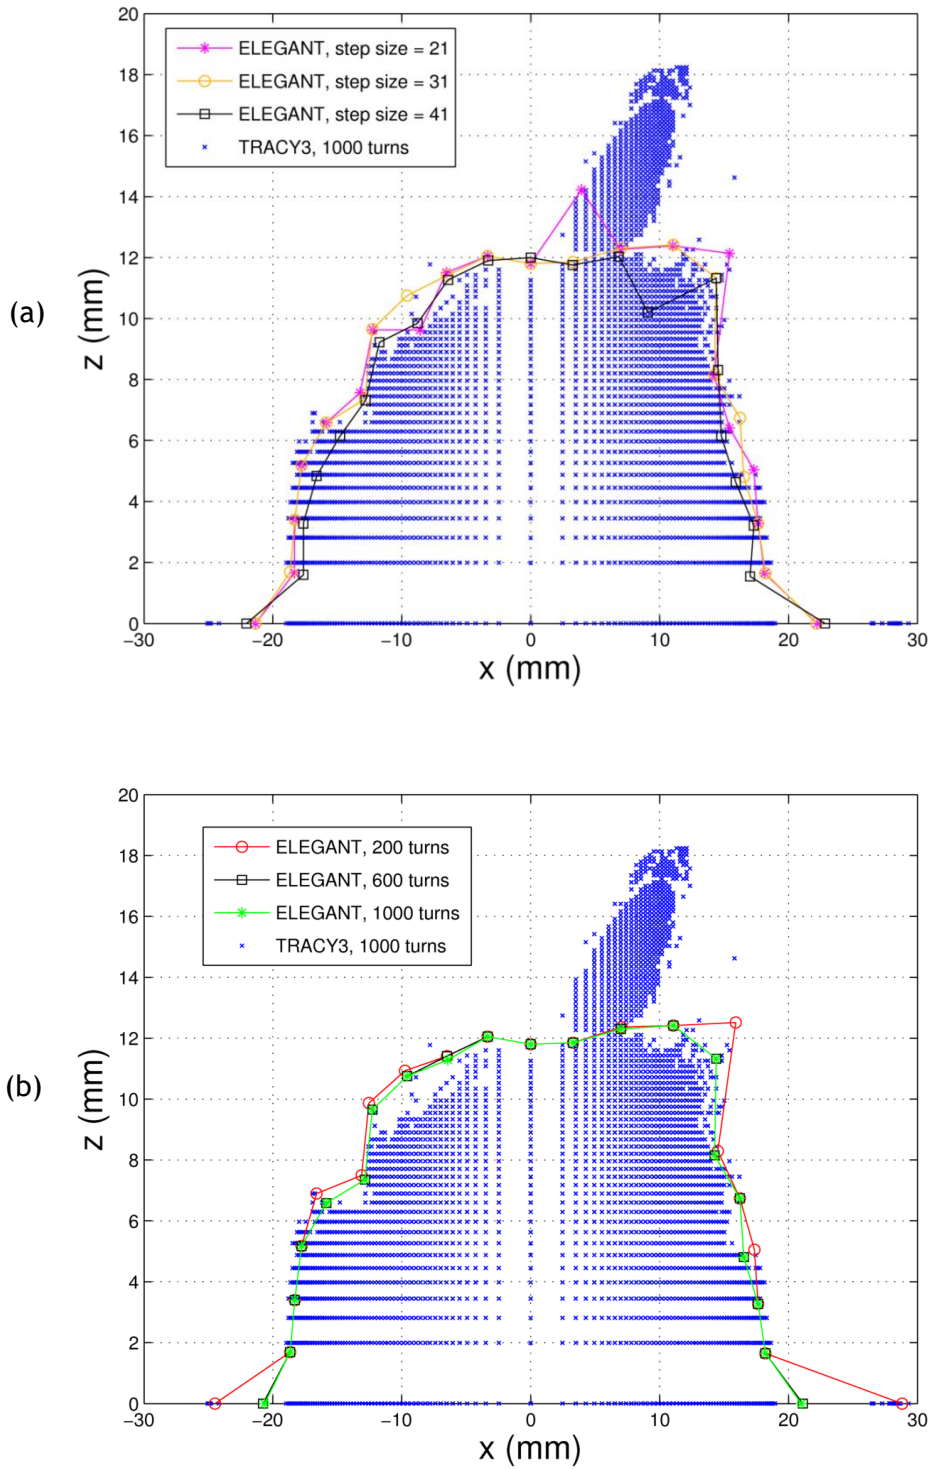 20
18
16
14
12
10
8
6
4
2
0
−30
−20
−10
0
10
20
30
ELEGANT, step size = 21
ELEGANT, step size = 31
ELEGANT, step size = 41
TRACY3, 1000 turns
z (mm)
x (mm)
(a)
20
18
16
14
12
10
8
6
4
2
0
−30
−20
−10
0
10
20
30
ELEGANT, 200 turns
ELEGANT, 600 turns
ELEGANT, 1000 turns
TRACY3, 1000 turns
z (mm)
x (mm)
(b)